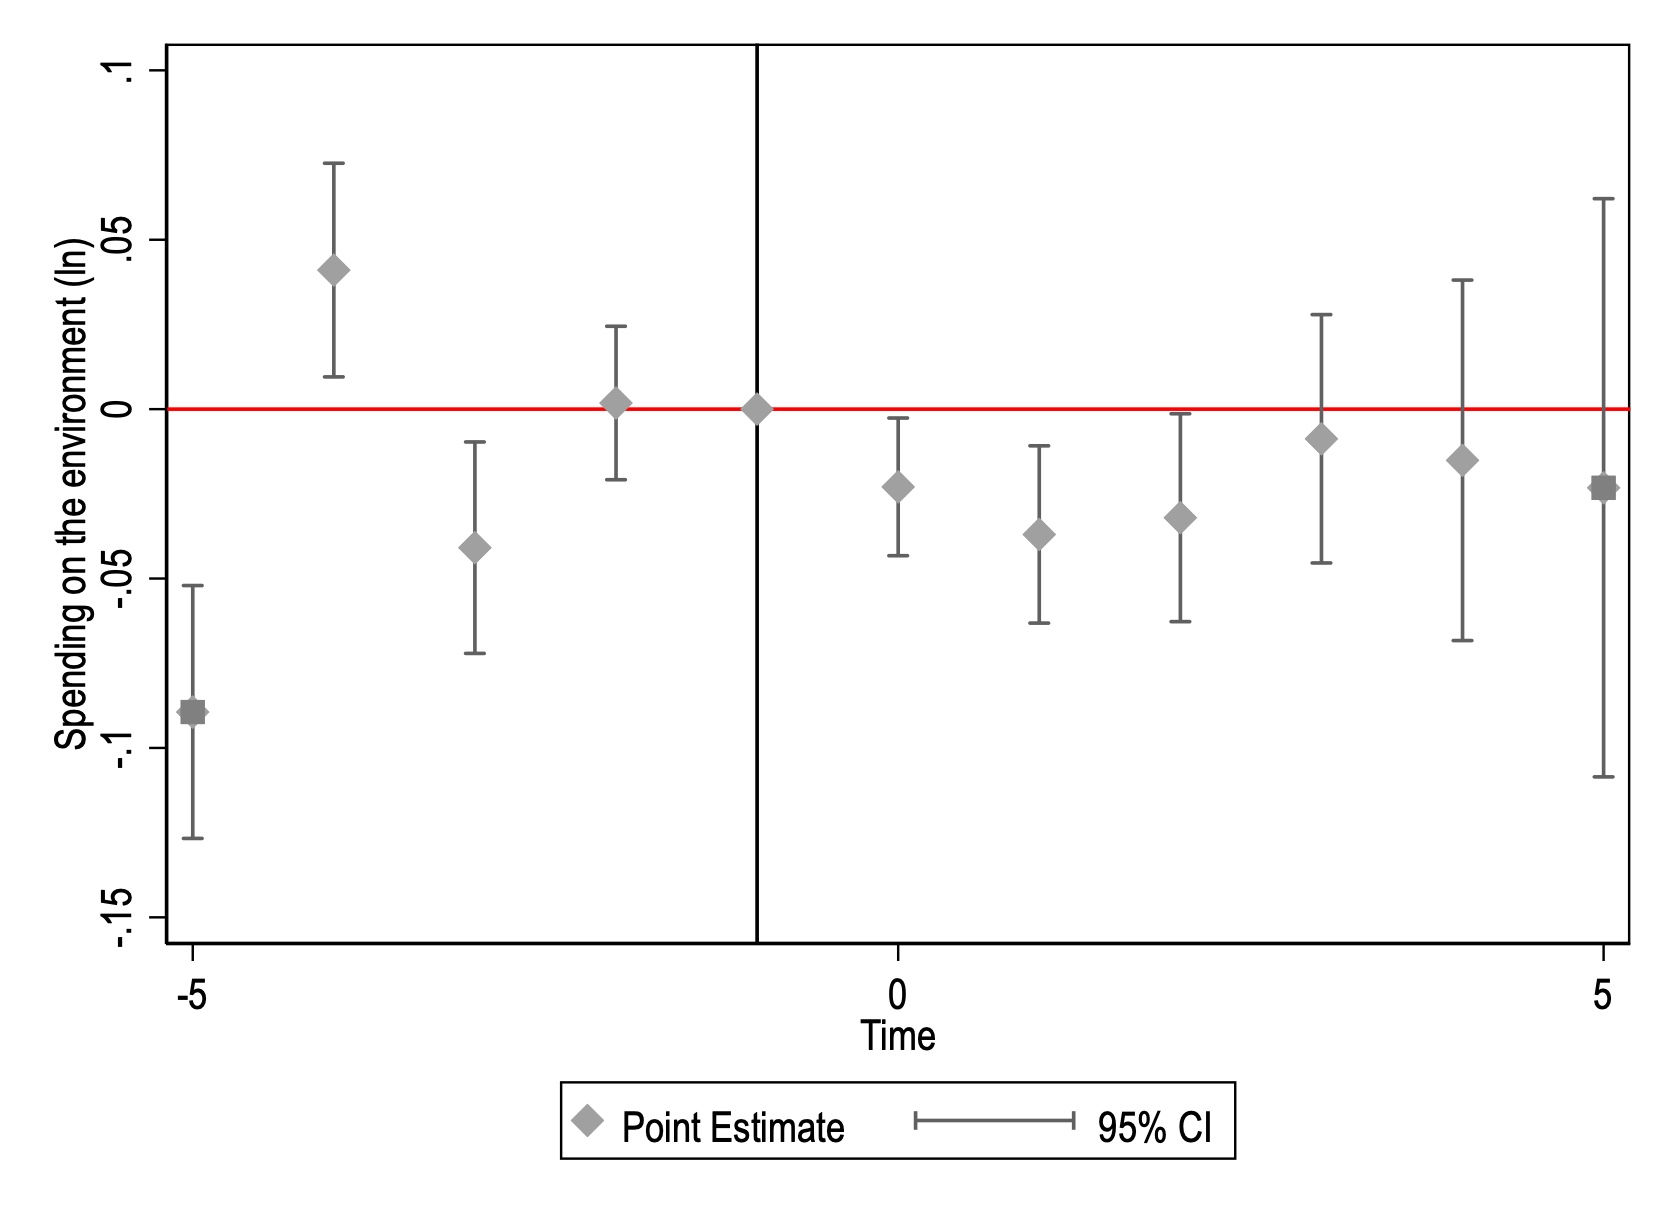 Spending on the environment (ln)
.1
.05
0
-.05
-.1
-.15
-5 0 5
Time
Point Estimate 95% CI